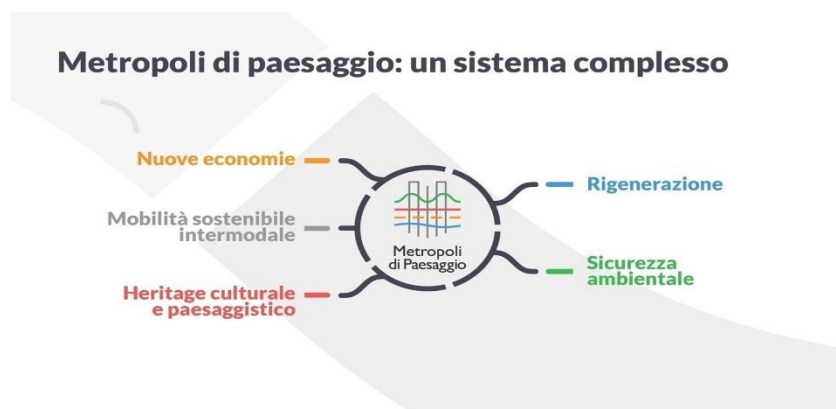 Metropoli di paesaggio: un sistema complesso
Nuove economie
Mobilità sostenibile
intermodale
Heritage culturale
e paesaggistico
Metropoli
di Paesaggio
Rigenerazione
Sicurezza
ambientale